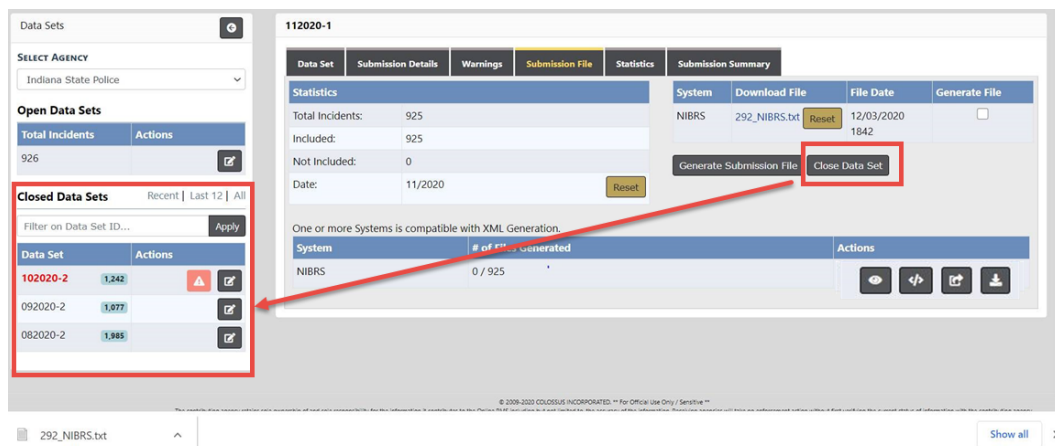 Data Sets
SELECT AGENCY
Indiana State Police
Open Data Sets
Total Incidents Actions
926
Closed Data Sets Recent | Last 12 | All
Filter on Data Set ID... Apply
Data Set Actions
102020-2 1,242
092020-2 1,077
082020-2 1,985
112020-1
Data Set Submission Details Warnings Submission File Statistics Submission Summary
Statistics
Total Incidents: 925
Included: 925
Not Included: 0
Date: 11/2020 Reset
System Download File File Date Generate File
NIBRS 292_NIBRS.txt Reset 12/03/2020
1842
Generate Submission File Close Data Set
One or more Systems is compatible with XML Generation.
System # of Files Generated Actions
NIBRS 0 / 925
© 2009-2020 COLOSSUS INCORPORATED. ** For Official Use Only / Sensitive **
292_NIBRS.txt Show all